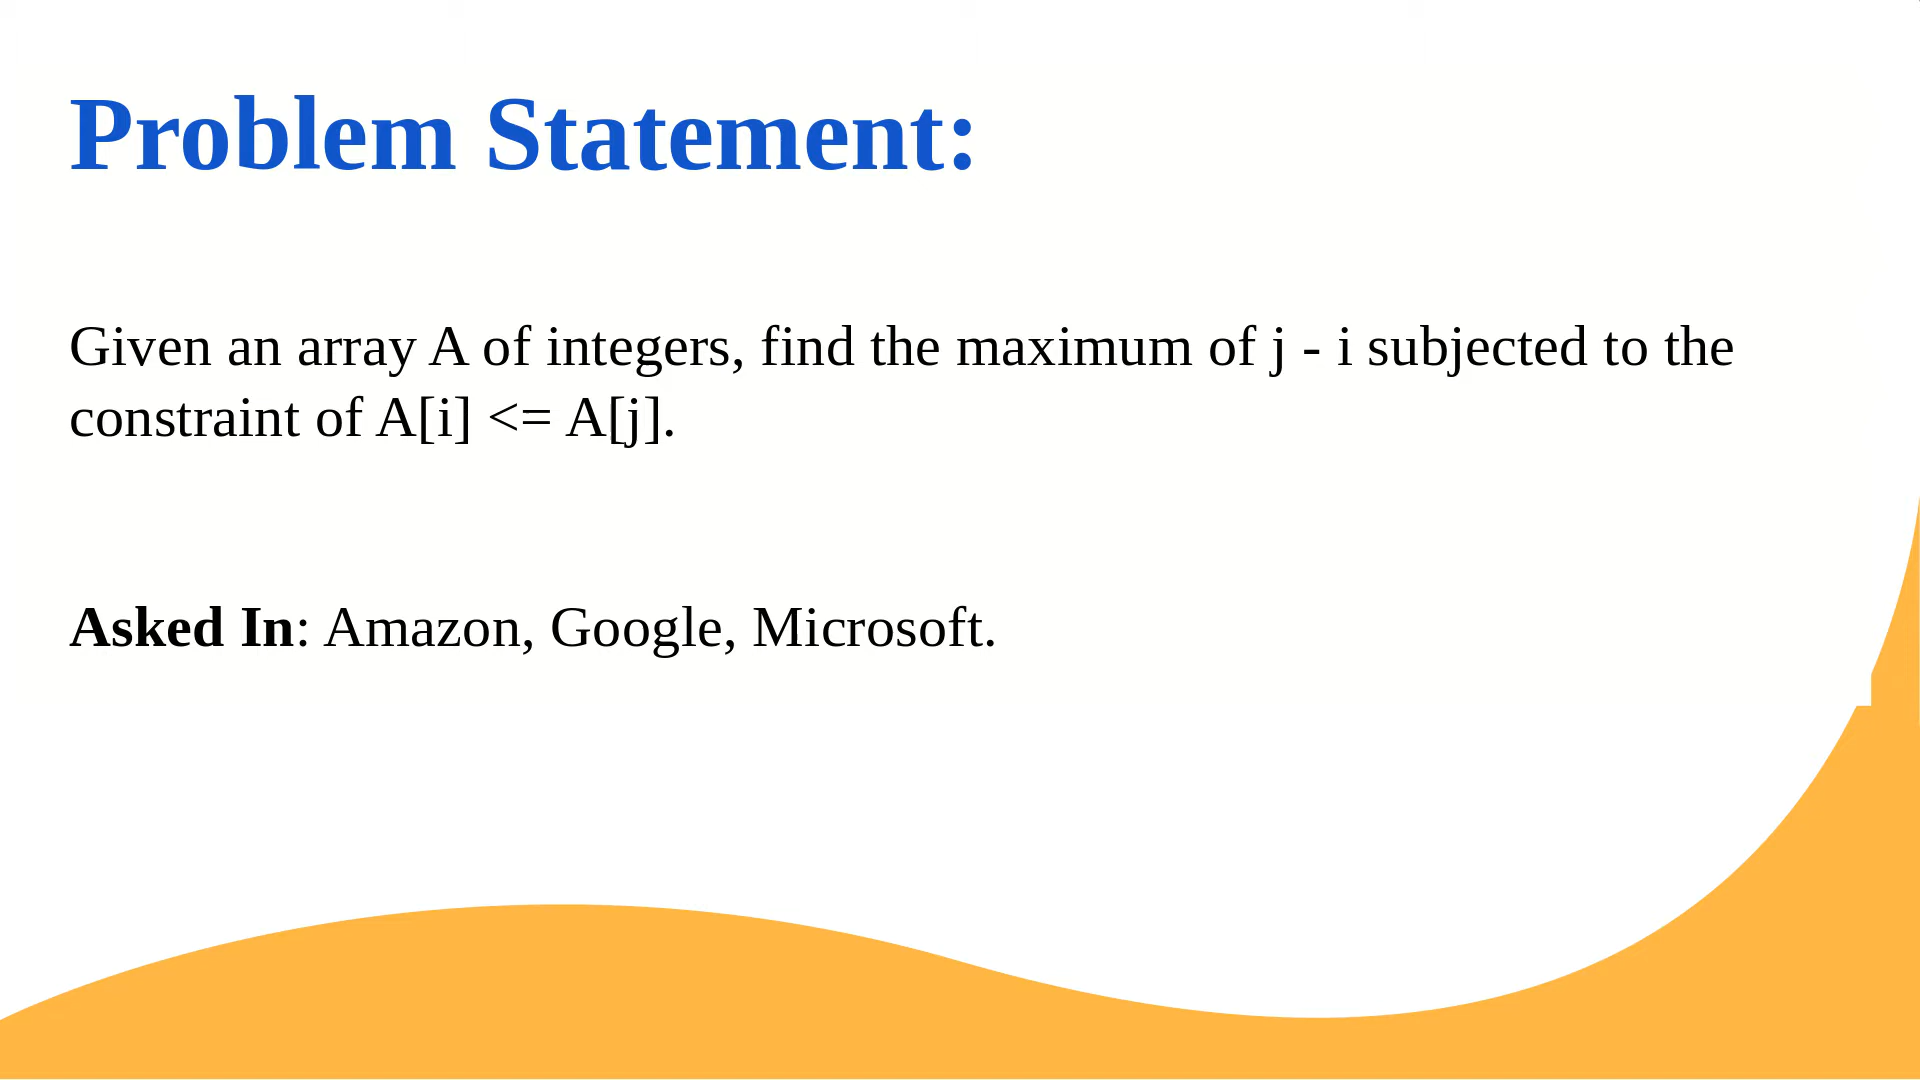 Problem Statement:
Given an array A of integers, find the maximum of j - i subjected to the
constraint of A[i] <= A[j].
Asked In: Amazon, Google, Microsoft.